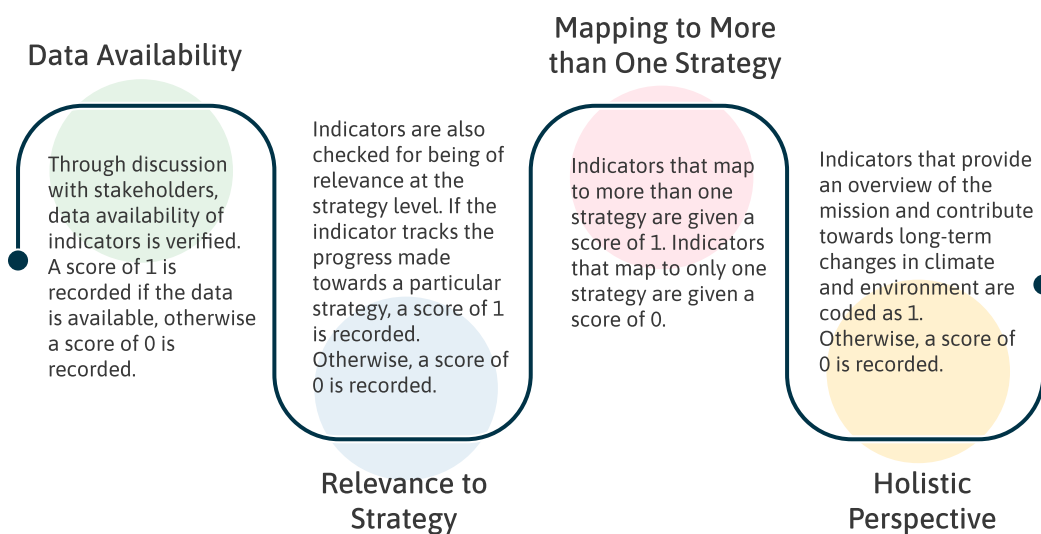 Data Availability
Through discussion
with stakeholders,
data availability of
indicators is verified.
A score of 1 is
recorded if the data
is available, otherwise
a score of 0 is
recorded.
Indicators are also
checked for being of
relevance at the
strategy level. If the
indicator tracks the
progress made
towards a particular
strategy, a score of 1
is recorded.
Otherwise, a score of
0 is recorded.
Relevance to
Strategy
Mapping to More
than One Strategy
Indicators that map
to more than one
strategy are given a
score of 1. Indicators
that map to only one
strategy are given a
score of 0.
Indicators that provide
an overview of the
mission and contribute
towards long-term
changes in climate
and environment are
coded as 1.
Otherwise, a score of
0 is recorded.
Holistic
Perspective